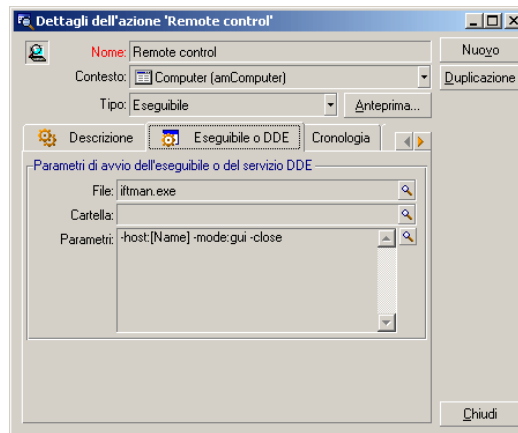 Dettagli dell'azione 'Remote control'
Nome: Remote control
Nuovo
Contesto: Computer (amComputer)
Duplicazione
Tipo: Eseguibile
Anteprima...
Descrizione
Eseguibile o DDE
Cronologia
Parametri di avvio dell'eseguibile o del servizio DDE
File: iftman.exe
Cartella:
Parametri: -host:[Name] -mode:gui -close
Chiudi